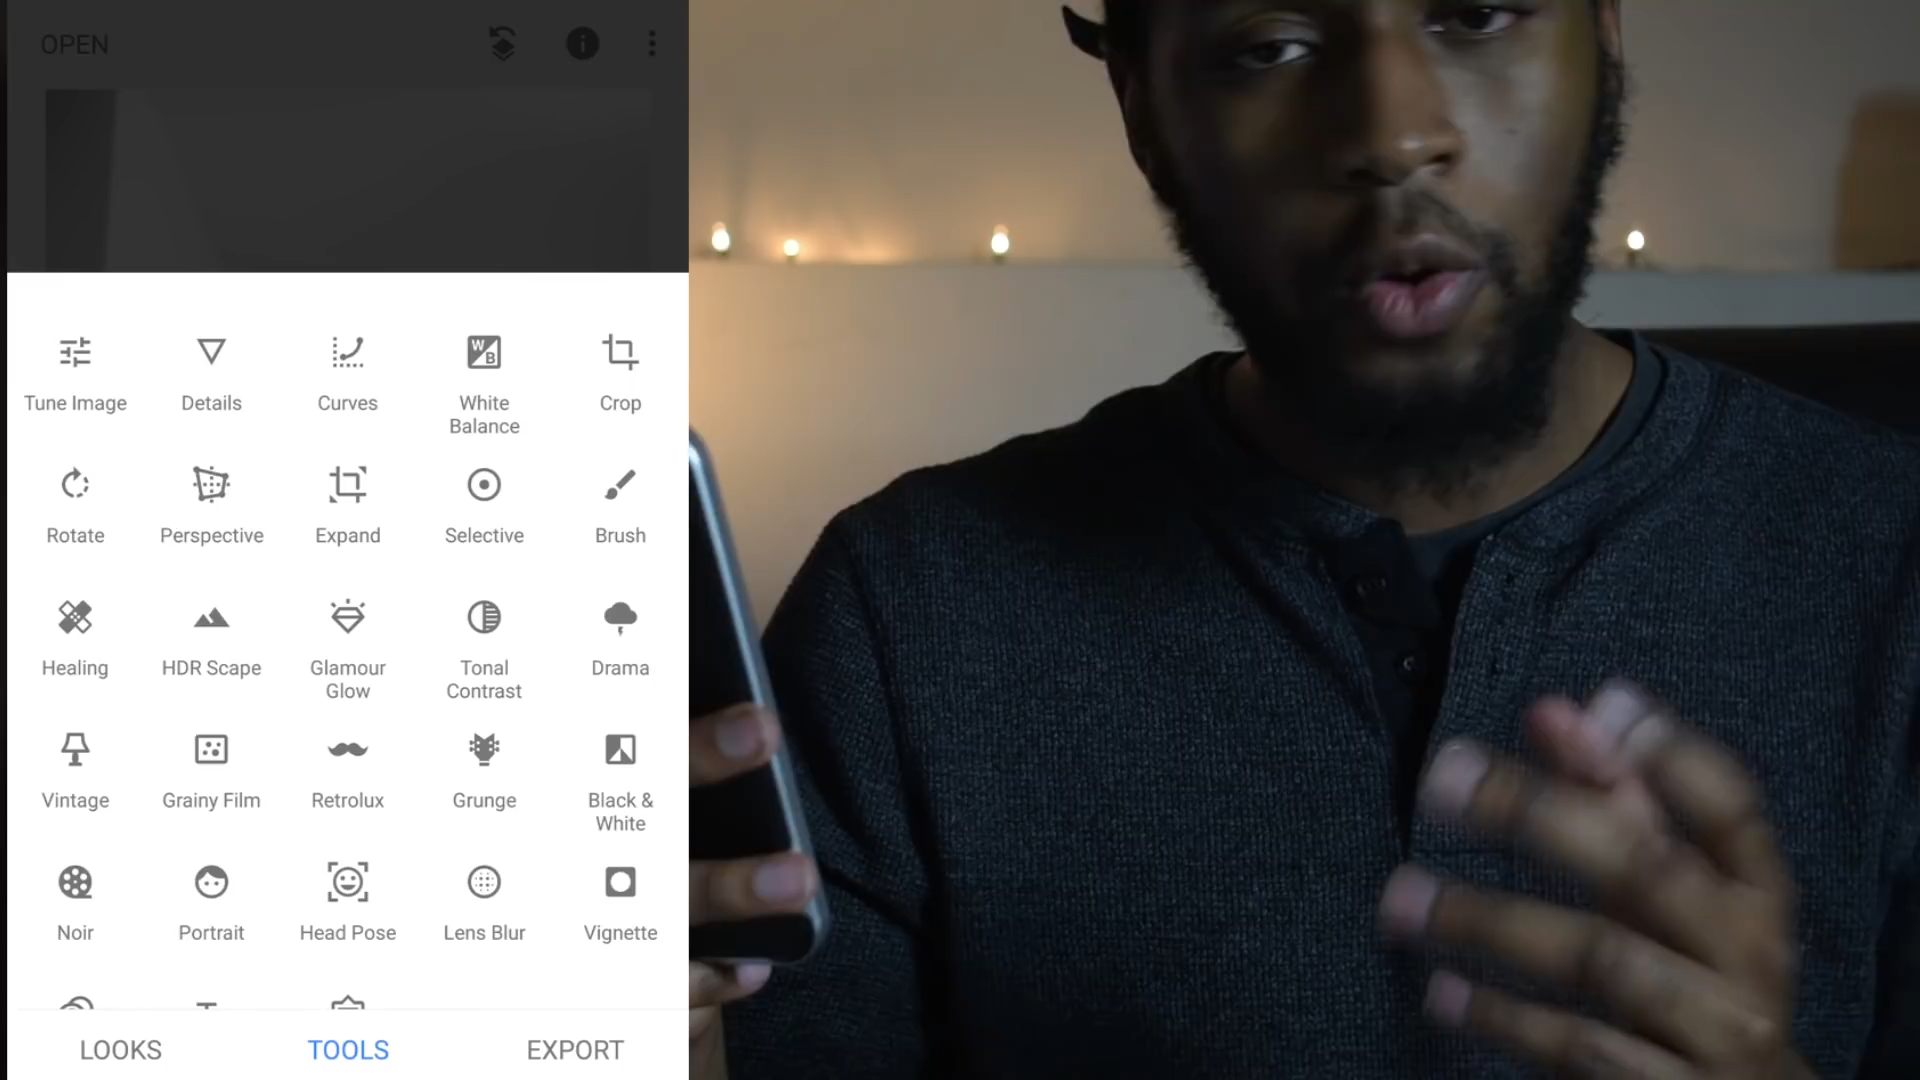 OPEN
Tune Image
Details
Curves
White
Balance
Crop
Rotate
Perspective
Expand
Selective
Brush
Healing
HDR Scape
Glamour
Glow
Tonal
Contrast
Drama
Vintage
Grainy Film
Retrolux
Grunge
Black &
White
Noir
Portrait
Head Pose
Lens Blur
Vignette
LOOKS
TOOLS
EXPORT